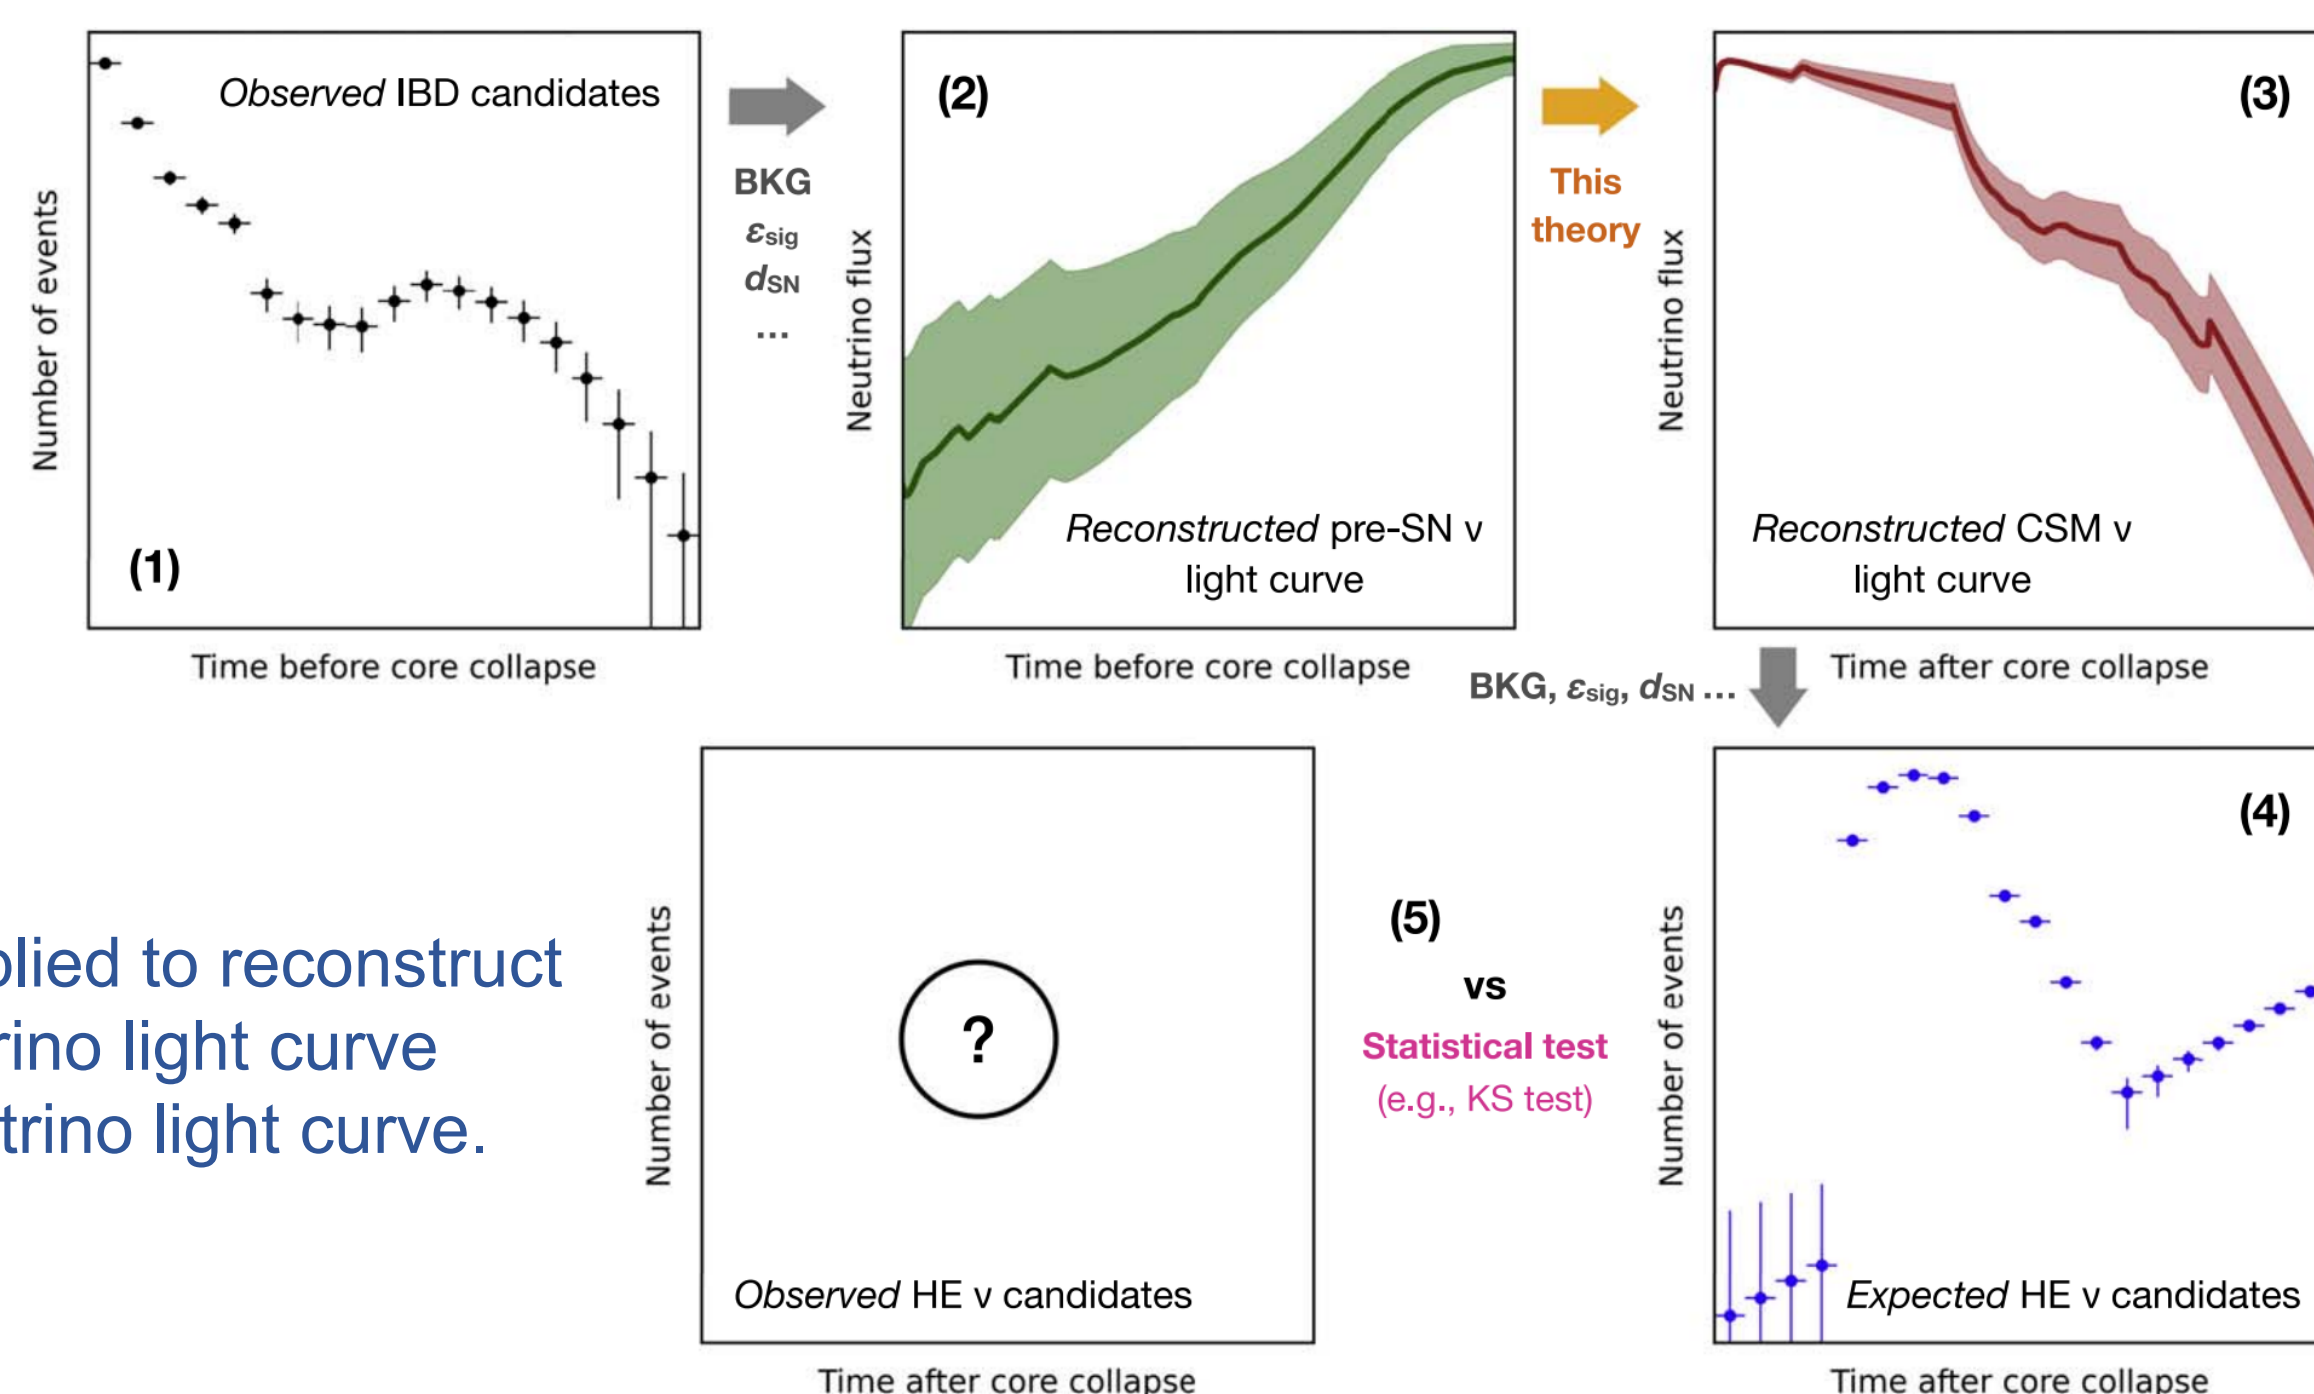 Observed IBD candidates
Number of events
(1)
Time before core collapse
BKG
εsig
dSN
...
(2)
Neutrino flux
Reconstructed pre-SN ν
light curve
Time before core collapse
This
theory
(3)
Neutrino flux
Reconstructed CSM ν
light curve
Time after core collapse
BKG, εsig, dSN ...
plied to reconstruct
rino light curve
trino light curve.
Number of events
?
Observed HE ν candidates
Time after core collapse
(5)
vs
Statistical test
(e.g., KS test)
(4)
Number of events
Expected HE ν candidates
Time after core collapse